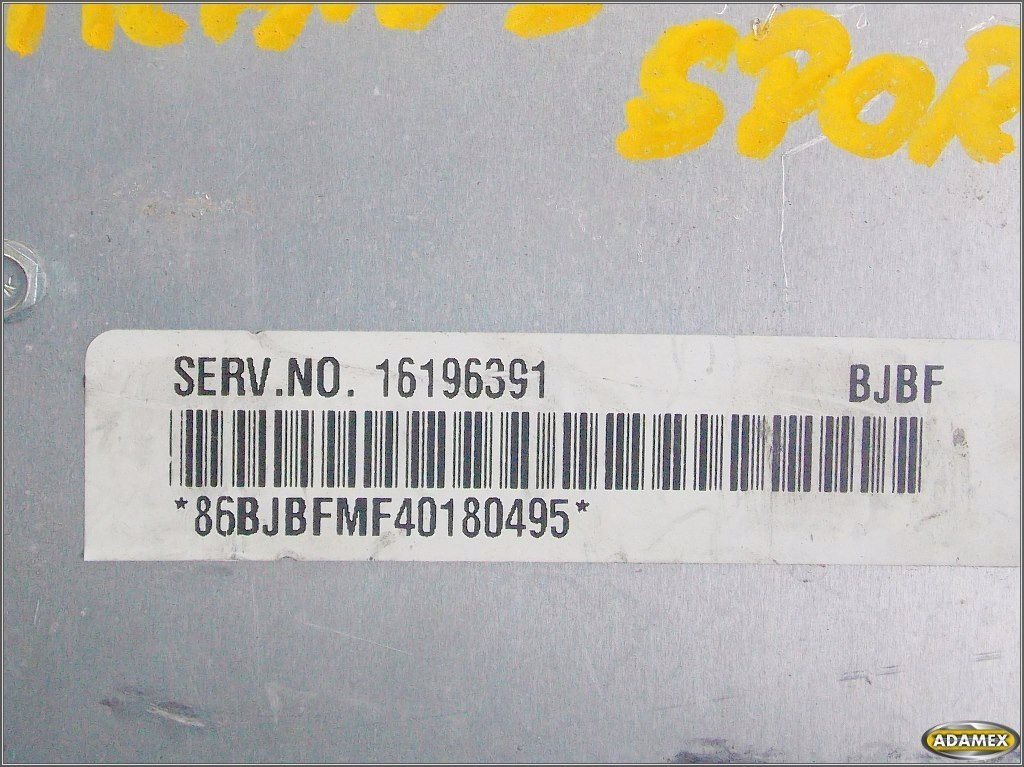 SPOR
SERV.NO. 16196391 BJBF
*86BJBFMF40180495*
ADAMEX